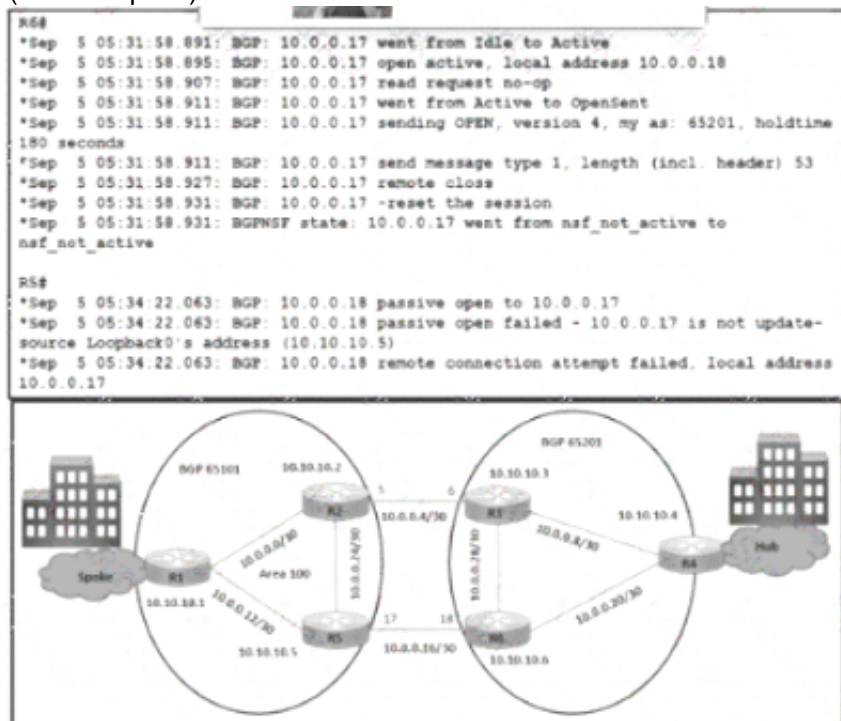 R6#
*Sep 5 05:31:58.891: BGP: 10.0.0.17 went from Idle to Active
*Sep 5 05:31:58.895: BGP: 10.0.0.17 open active, local address 10.0.0.18
*Sep 5 05:31:58.907: BGP: 10.0.0.17 read request no-op
*Sep 5 05:31:58.911: BGP: 10.0.0.17 went from Active to OpenSent
*Sep 5 05:31:58.911: BGP: 10.0.0.17 sending OPEN, version 4, my as: 65201, holdtime
180 seconds
*Sep 5 05:31:58.911: BGP: 10.0.0.17 send message type 1, length (incl. header) 53
*Sep 5 05:31:58.927: BGP: 10.0.0.17 remote close
*Sep 5 05:31:58.931: BGP: 10.0.0.17 -reset the session
*Sep 5 05:31:58.931: BGPNSF state: 10.0.0.17 went from nsf_not_active to
nsf_not_active
R5#
*Sep 5 05:34:22.063: BGP: 10.0.0.18 passive open to 10.0.0.17
*Sep 5 05:34:22.063: BGP: 10.0.0.18 passive open failed - 10.0.0.17 is not update-
source Loopback0's address (10.10.10.5)
*Sep 5 05:34:22.063: BGP: 10.0.0.18 remote connection attempt failed, local address
10.0.0.17
BGP 65101
10.10.10.2
BGP 65201
10.10.10.3
R2
5
10.0.0.4/30
6
R3
10.10.10.4
10.0.0.0/30
10.0.0.24/30
10.0.0.28/30
10.0.0.8/30
Spoke
R1
Area 100
R4
Hub
10.10.10.1
10.0.0.12/30
10.0.0.20/30
R5
17
10.0.0.16/30
18
R6
10.10.10.5
10.10.10.6